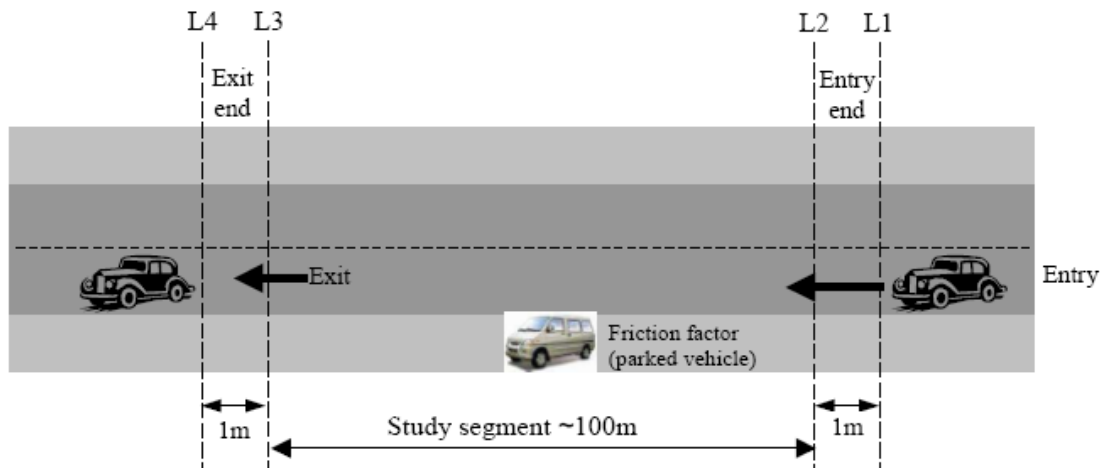 L4 L3 L2 L1
Exit
end
Entry
end
Exit
Entry
Friction factor
(parked vehicle)
1m
Study segment ~100m
1m